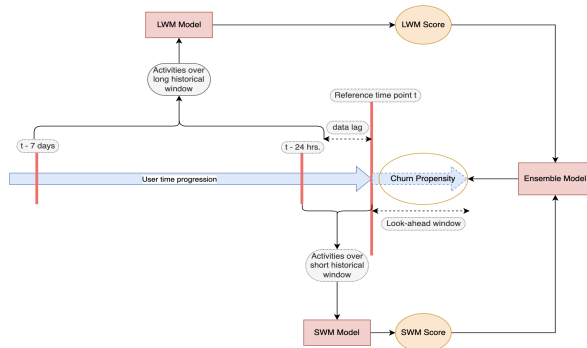 LWM Model
LWM Score
Activities over
long historical
window
Reference time point t
data lag
t - 7 days
t - 24 hrs.
User time progression
Churn Propensity
Ensemble Model
Look-ahead window
Activities over
short historical
window
SWM Model
SWM Score